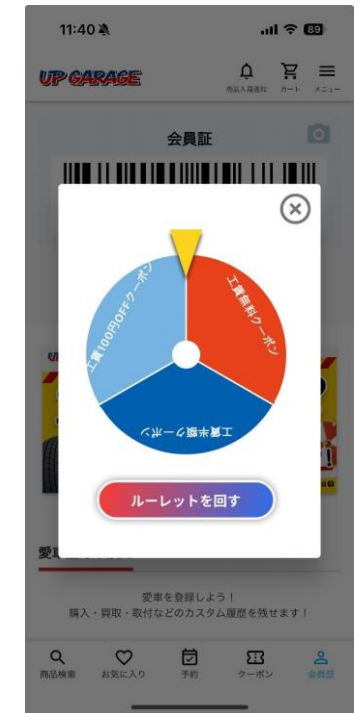 11:40
89
UP GARAGE
商品入荷通知
カート
メニュー
会員証
工賃100円OFFクーポン
工賃無料クーポン
工賃半額クーポン
ルーレットを回す
愛車を登録しよう！
購入・買取・取付などのカスタム履歴を残せます！
商品検索
お気に入り
予約
クーポン
会員証